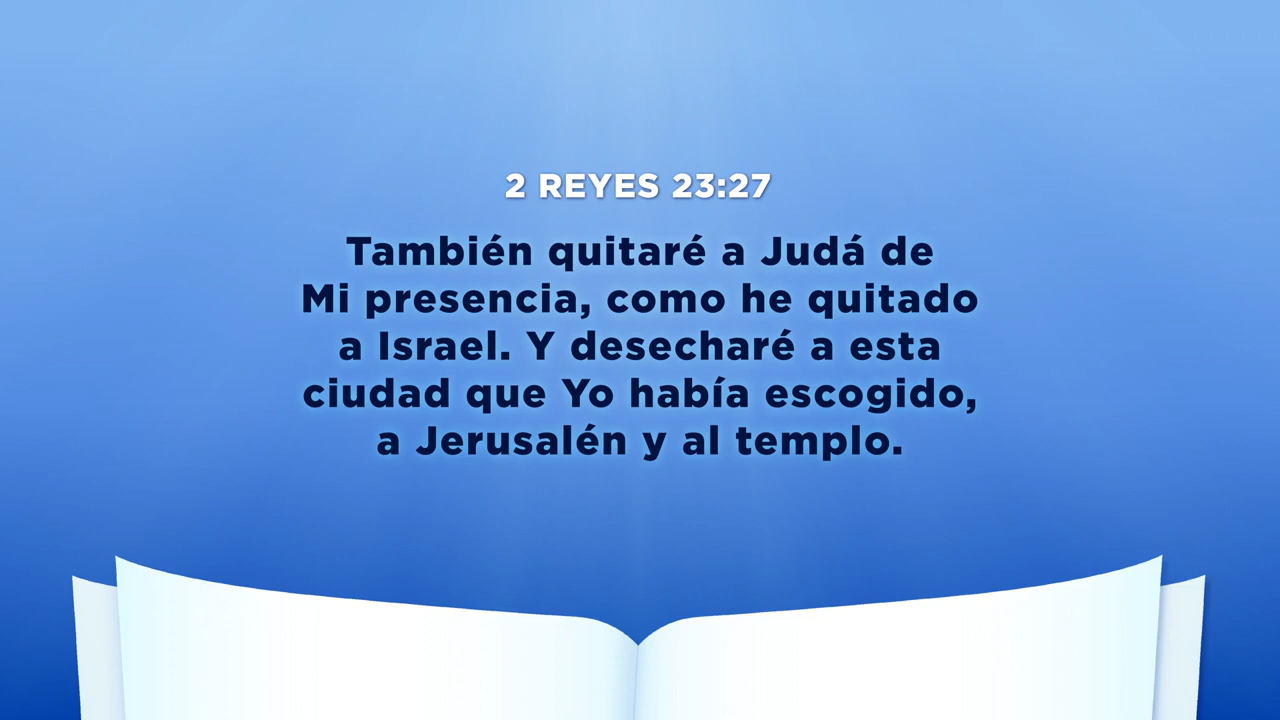 2 REYES 23:27
También quitaré a Judá de
Mi presencia, como he quitado
a Israel. Y desecharé a esta
ciudad que Yo había escogido,
a Jerusalén y al templo.